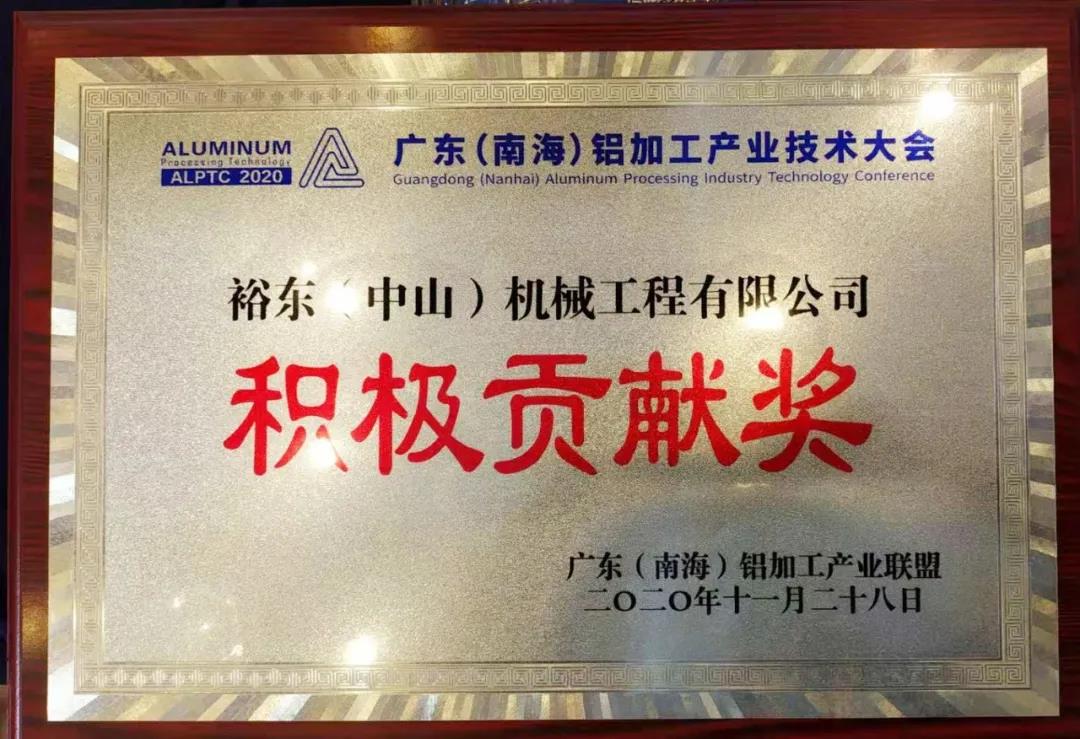 ALUMINUM
Processing Technology
ALPTC 2020
广东（南海）铝加工产业技术大会
Guangdong (Nanhai) Aluminum Processing Industry Technology Conference
裕东（中山）机械工程有限公司
积极贡献奖
广东（南海）铝加工产业联盟
二〇二〇年十一月二十八日